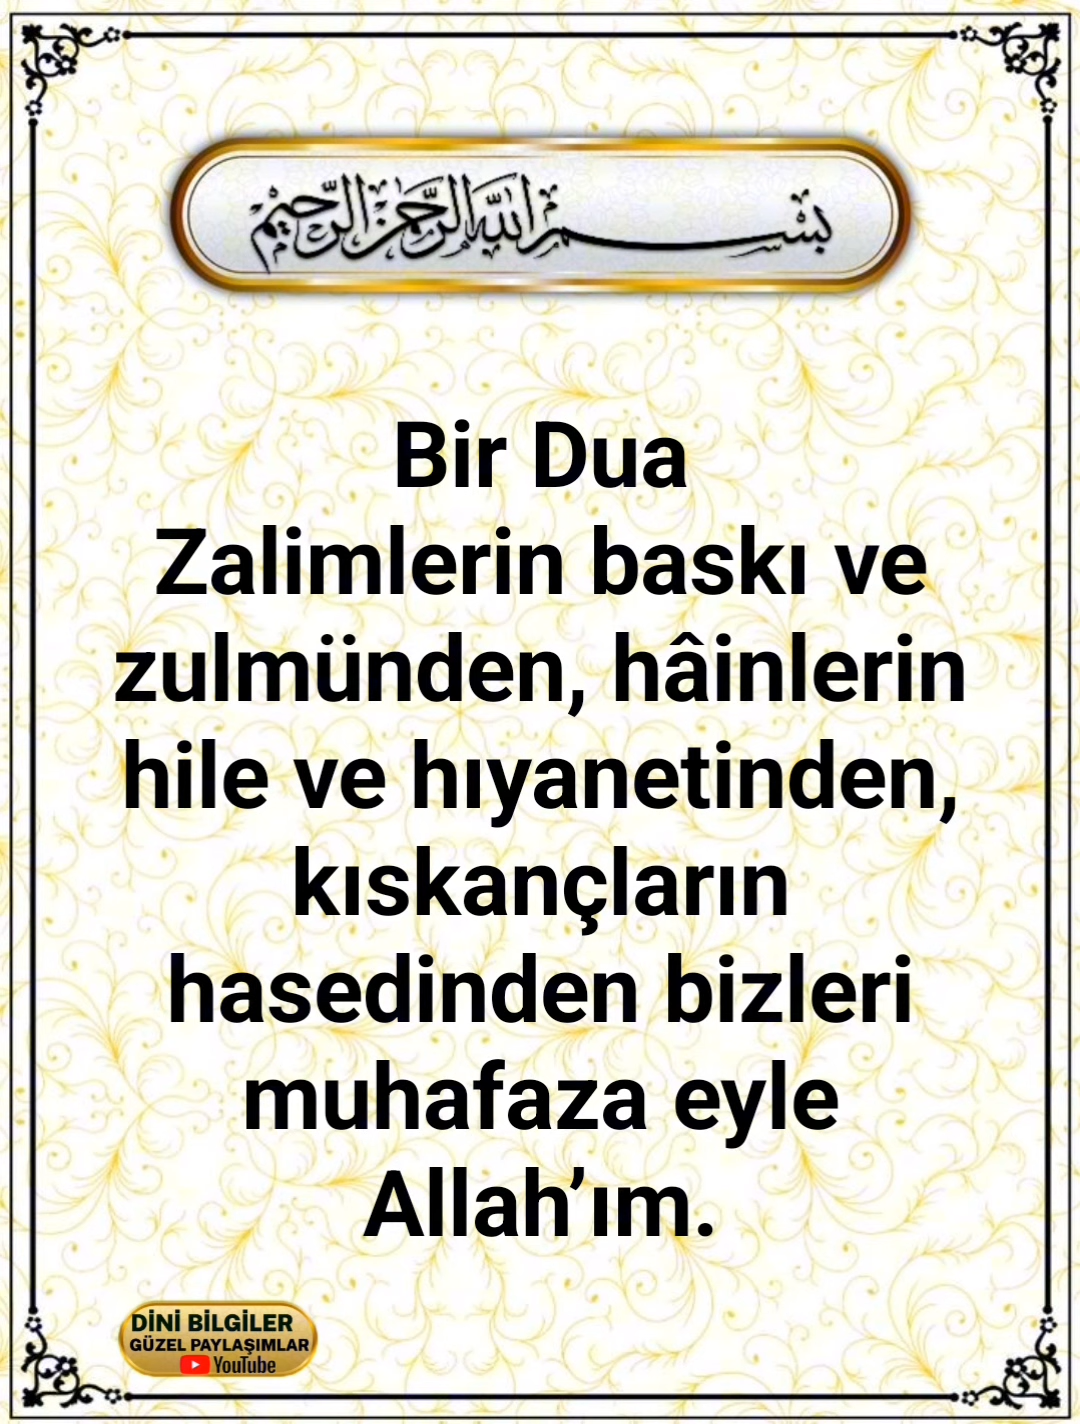 بسم الله الرحمن الرحيم
Bir Dua
Zalimlerin baskı ve
zulmünden, hâinlerin
hile ve hıyanetinden,
kıskançların
hasedinden bizleri
muhafaza eyle
Allah’ım.
DİNİ BİLGİLER
GÜZEL PAYLAŞIMLAR
YouTube